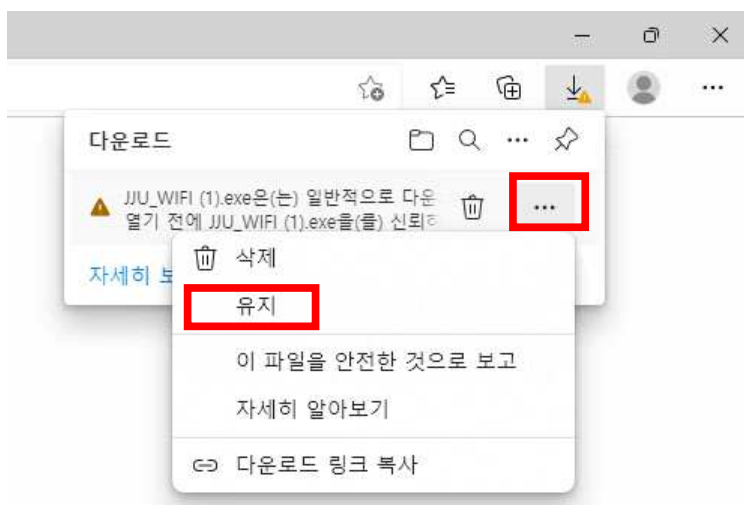 다운로드
JJU_WIFI (1).exe은(는) 일반적으로 다운
열기 전에 JJU_WIFI (1).exe을(를) 신뢰
자세히
삭제
유지
이 파일을 안전한 것으로 보고
자세히 알아보기
다운로드 링크 복사